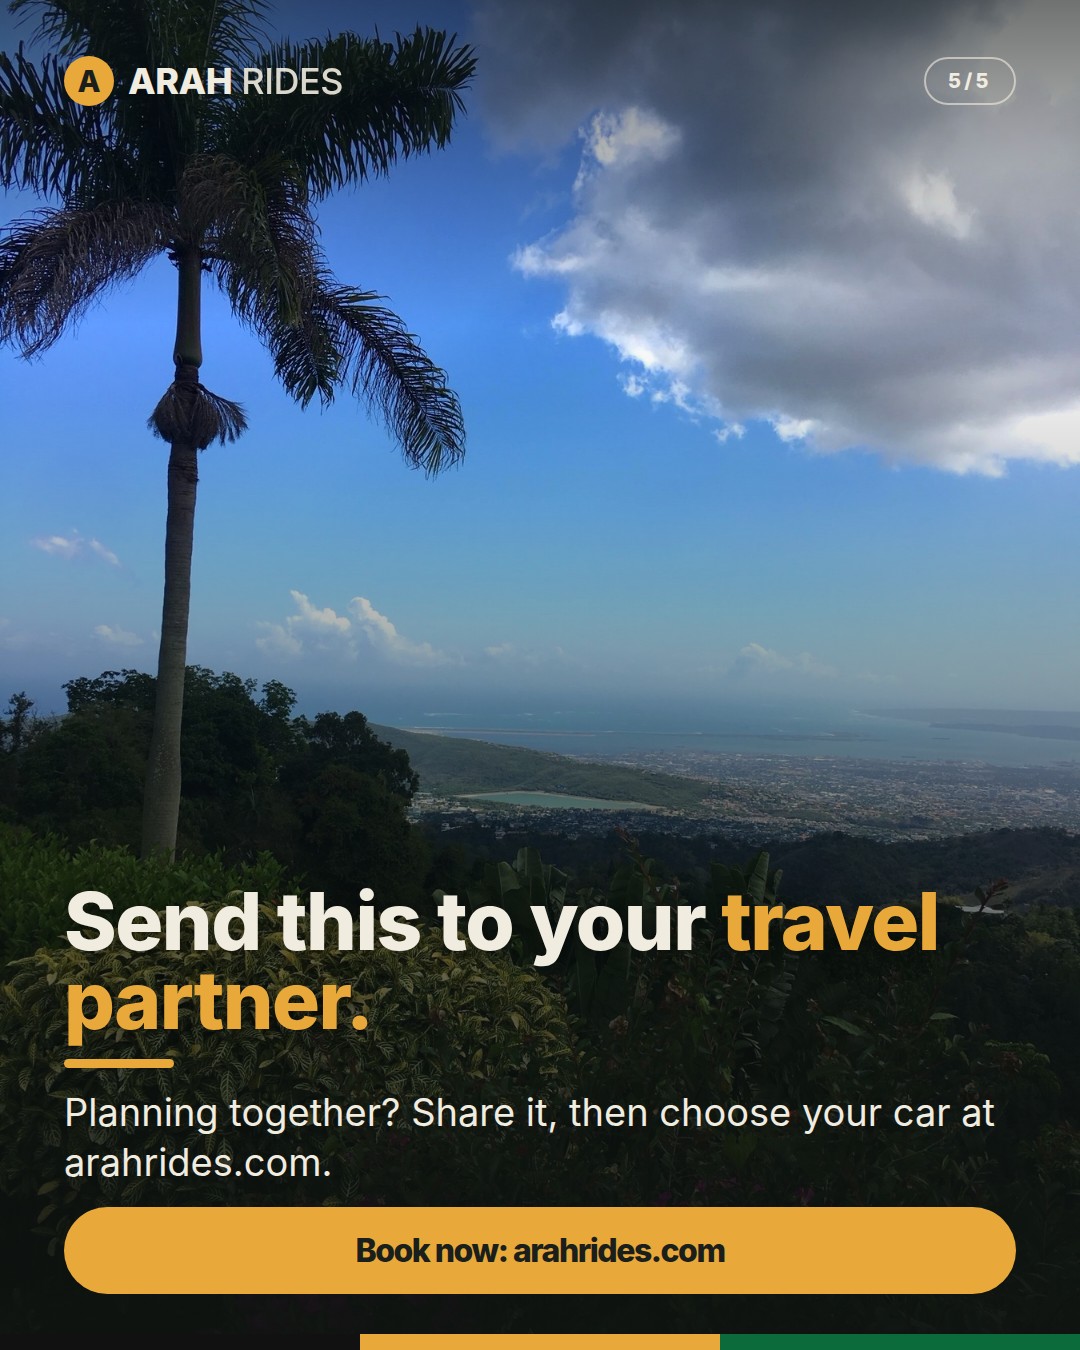 A ARAH RIDES
5/5
Send this to your travel
partner.
Planning together? Share it, then choose your car at
arahrides.com.
Book now: arahrides.com